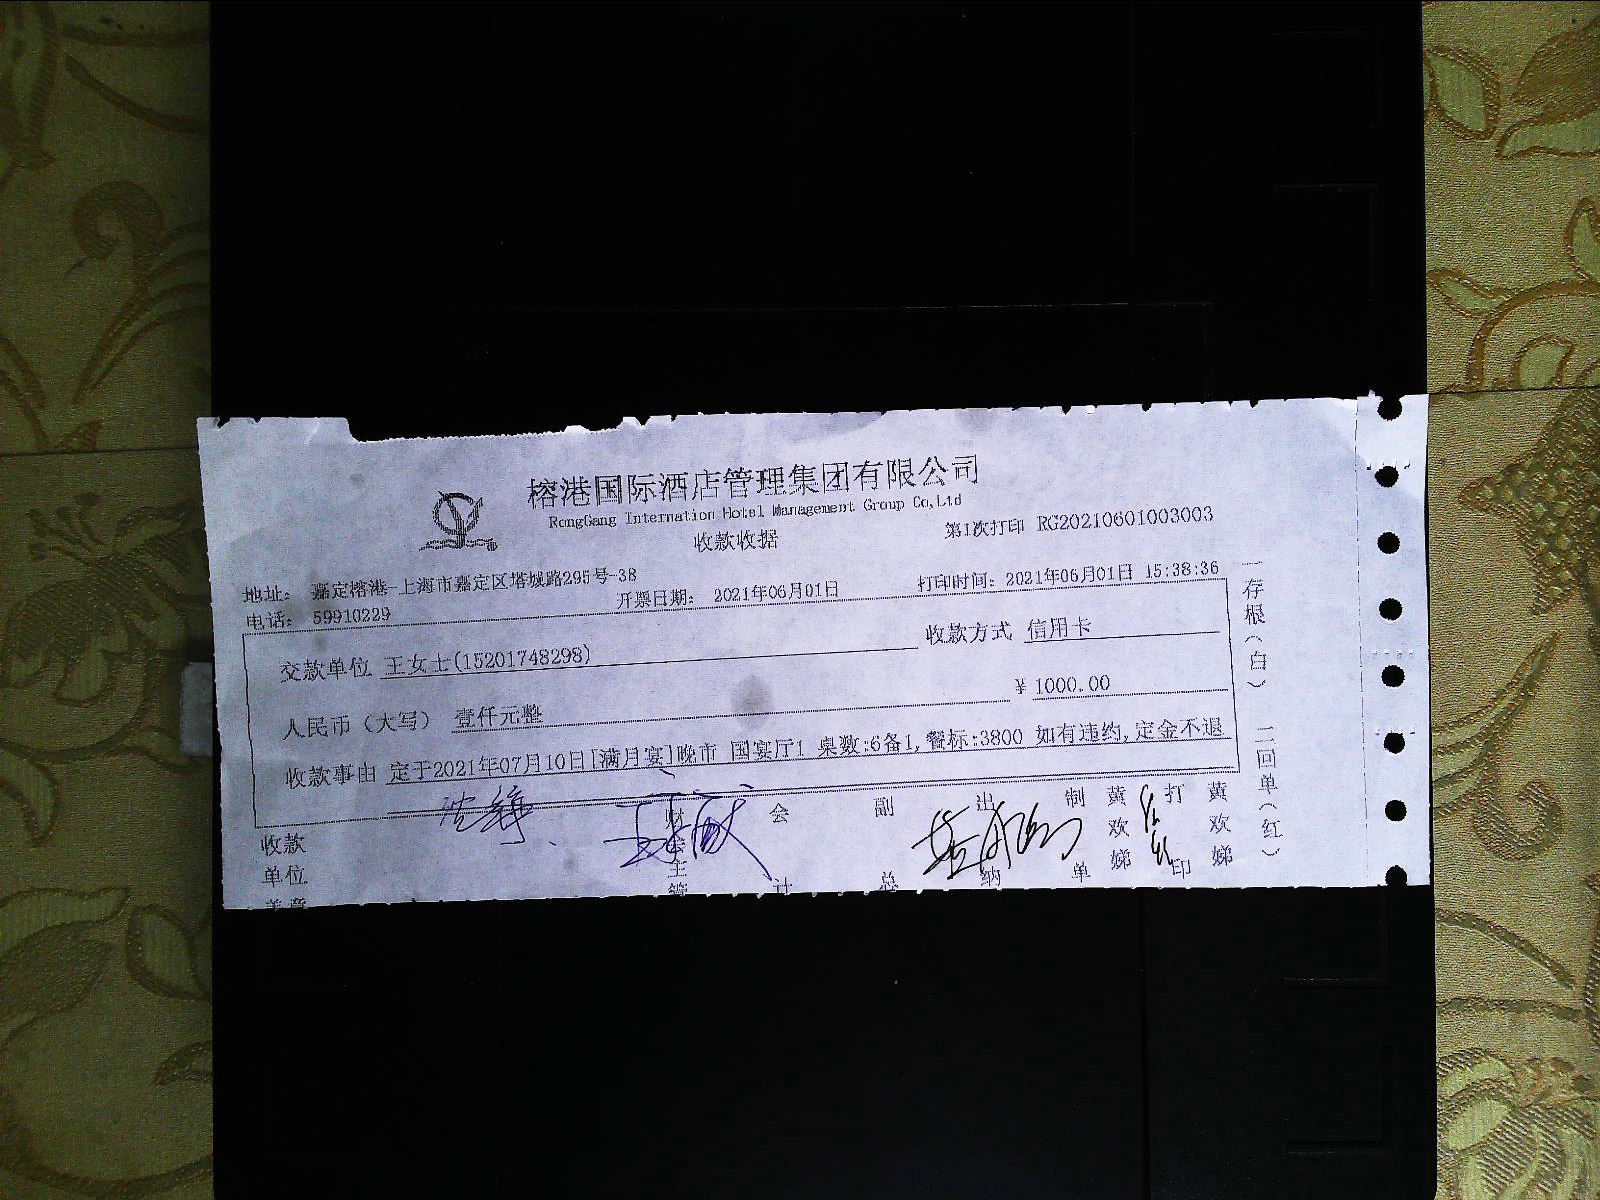 榕港国际酒店管理集团有限公司
RongGang Internation Hotel Management Group Co,Ltd
收款收据
第1次打印 RG20210601003003
地址： 嘉定榕港-上海市嘉定区塔城路295号-38
电话： 59910229
开票日期： 2021年06月01日
打印时间：2021年06月01日 15:38:36
交款单位 王女士(15201748298)
收款方式 信用卡
人民币（大写） 壹仟元整
￥1000.00
收款事由 定于2021年07月10日[满月宴]晚市 国宴厅1 桌数:6备1,餐标:3800 如有违约,定金不退
收款单位盖章
财会主管
会计
副总
出纳
制单
黄欢娣
打印
黄欢娣
一存根（白） 二回单（红）